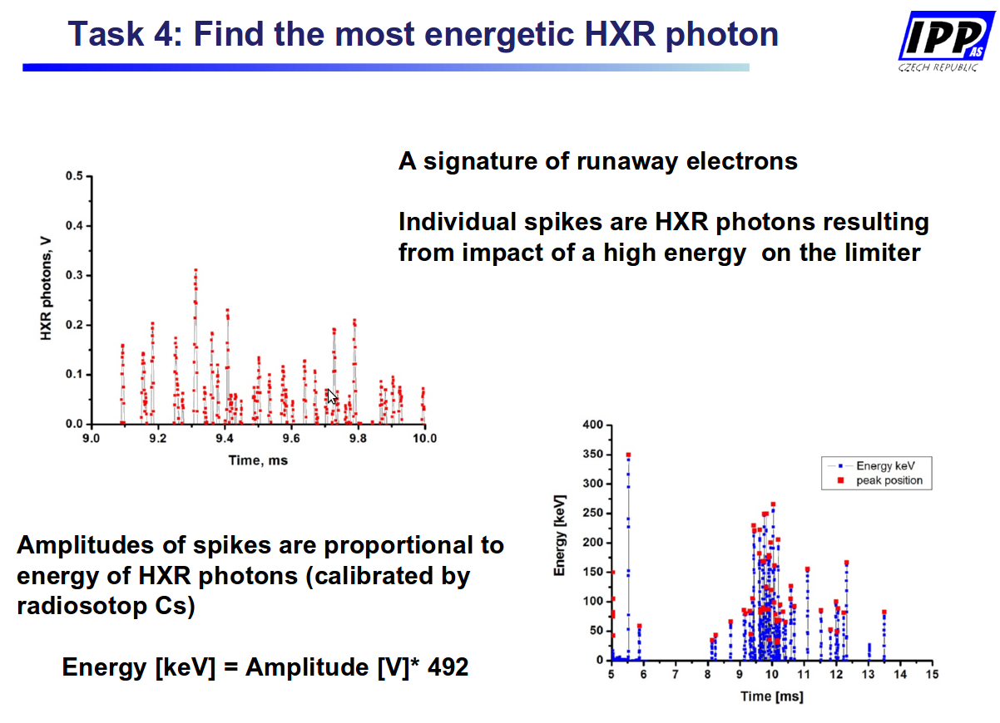 Task 4: Find the most energetic HXR photon
IPP
AS
CZECH REPUBLIC
A signature of runaway electrons
Individual spikes are HXR photons resulting
from impact of a high energy  on the limiter
HXR photons, V
0.5
0.4
0.3
0.2
0.1
0.0
9.0 9.2 9.4 9.6 9.8 10.0
Time, ms
Amplitudes of spikes are proportional to
energy of HXR photons (calibrated by
radiosotop Cs)
Energy [keV] = Amplitude [V]* 492
Energy [keV]
400
350
300
250
200
150
100
50
0
5 6 7 8 9 10 11 12 13 14 15
Time [ms]
Energy keV
peak position